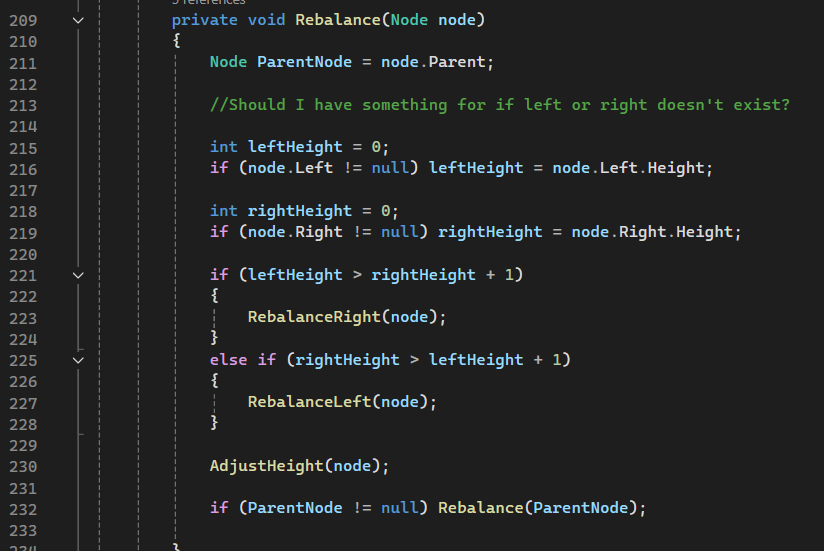 5 references
209 private void Rebalance(Node node)
210 {
211 Node ParentNode = node.Parent;
212
213 //Should I have something for if left or right doesn't exist?
214
215 int leftHeight = 0;
216 if (node.Left != null) leftHeight = node.Left.Height;
217
218 int rightHeight = 0;
219 if (node.Right != null) rightHeight = node.Right.Height;
220
221 if (leftHeight > rightHeight + 1)
222 {
223 RebalanceRight(node);
224 }
225 else if (rightHeight > leftHeight + 1)
226 {
227 RebalanceLeft(node);
228 }
229
230 AdjustHeight(node);
231
232 if (ParentNode != null) Rebalance(ParentNode);
233
234 }